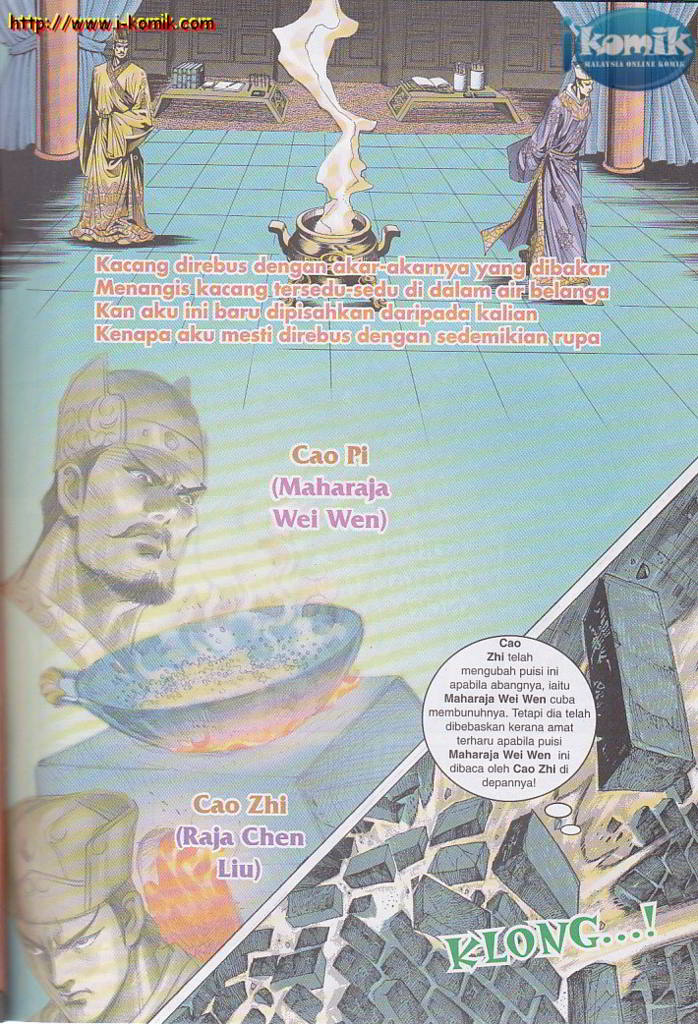 http://www.i-komik.com
ikomik
MALAYSIA ONLINE KOMIK
Kacang direbus dengan akar-akarnya yang dibakar
Menangis kacang tersedu-sedu di dalam air belanga
Kan aku ini baru dipisahkan daripada kalian
Kenapa aku mesti direbus dengan sedemikian rupa
Cao Pi
(Maharaja
Wei Wen)
Cao
Zhi telah
mengubah puisi ini
apabila abangnya, iaitu
Maharaja Wei Wen cuba
membunuhnya. Tetapi dia telah
dibebaskan kerana amat
terharu apabila puisi
Maharaja Wei Wen ini
dibaca oleh Cao Zhi di
depannya!
Cao Zhi
(Raja Chen
Liu)
KLONG...!